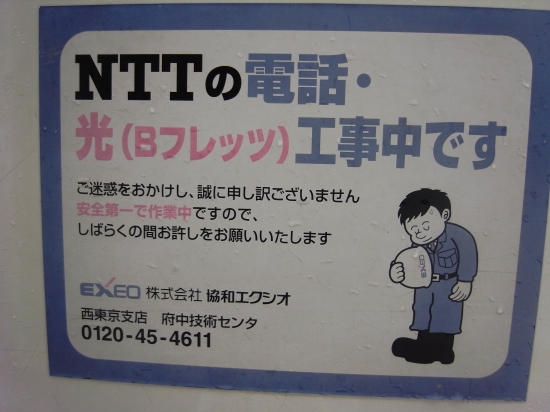 NTTの電話・
光(Bフレッツ)工事中です
ご迷惑をおかけし、誠に申し訳ございません
安全第一で作業中ですので、
しばらくの間お許しをお願いいたします
EXEO 株式会社 協和エクシオ
西東京支店 府中技術センタ
0120-45-4611
EXEO